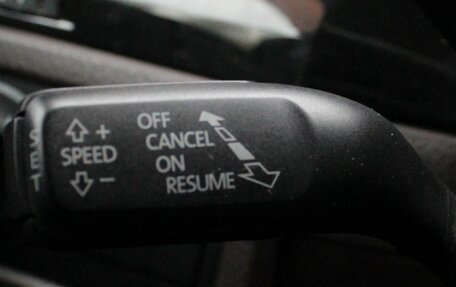 SET
+
SPEED
-
OFF
CANCEL
ON
RESUME